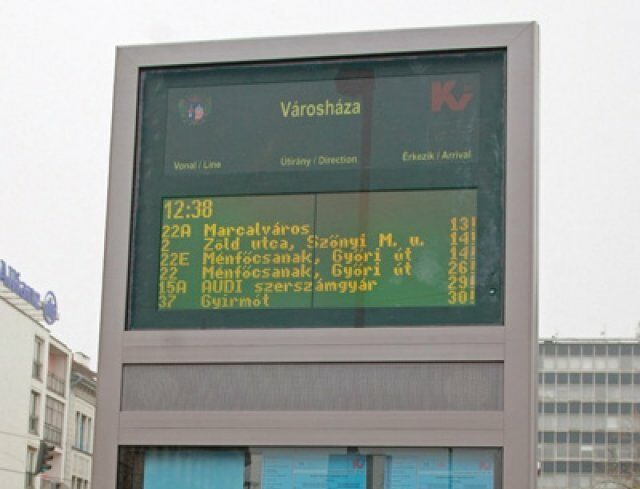 Városháza
Kv
Vonal / Line Útirány / Direction Érkezik / Arrival
12:38
22A Marcalváros 13
2 Zöld utca, Szőnyi M. u. 14
22E Ménfőcsanak, Győri út 14
22 Ménfőcsanak, Győri út 26
15A AUDI szerszámgyár 29
37 Gyirmót 30